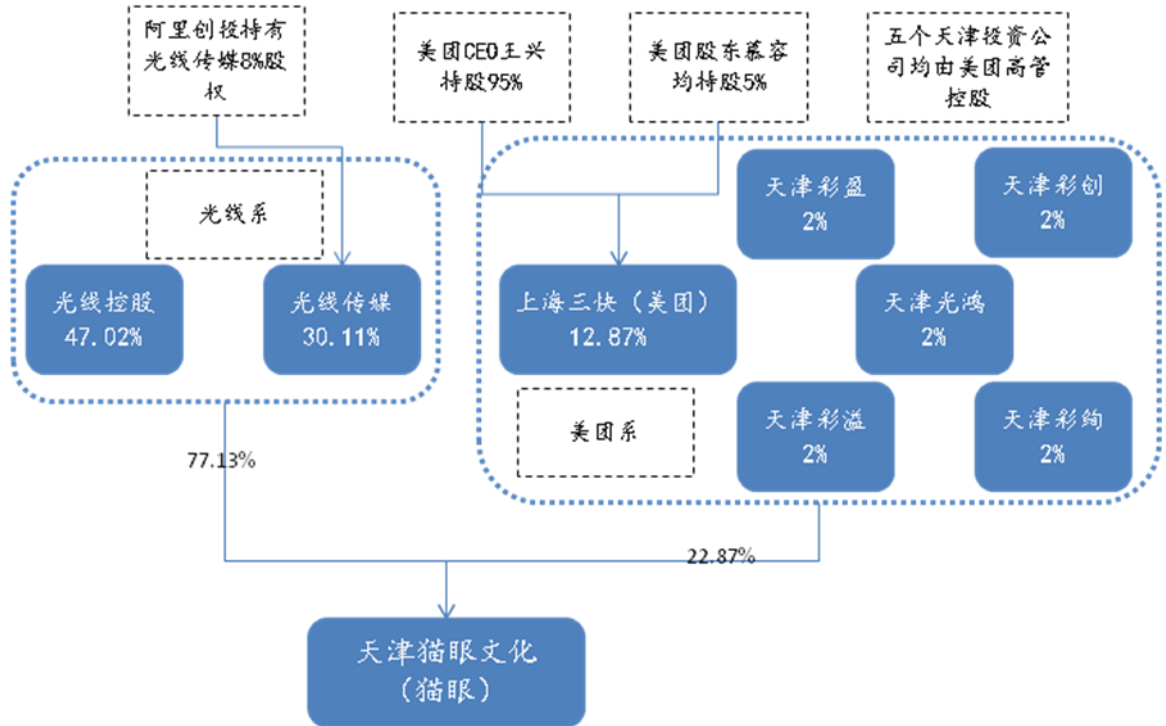 阿里创投持有
光线传媒8%股
权
美团CEO王兴
持股95%
美团股东慕容
均持股5%
五个天津投资公
司均由美团高管
控股
光线系
光线控股
47.02%
光线传媒
30.11%
天津彩盈
2%
天津彩创
2%
上海三快（美团）
12.87%
天津光鸿
2%
美团系
天津彩溢
2%
天津彩绚
2%
77.13%
22.87%
天津猫眼文化
（猫眼）